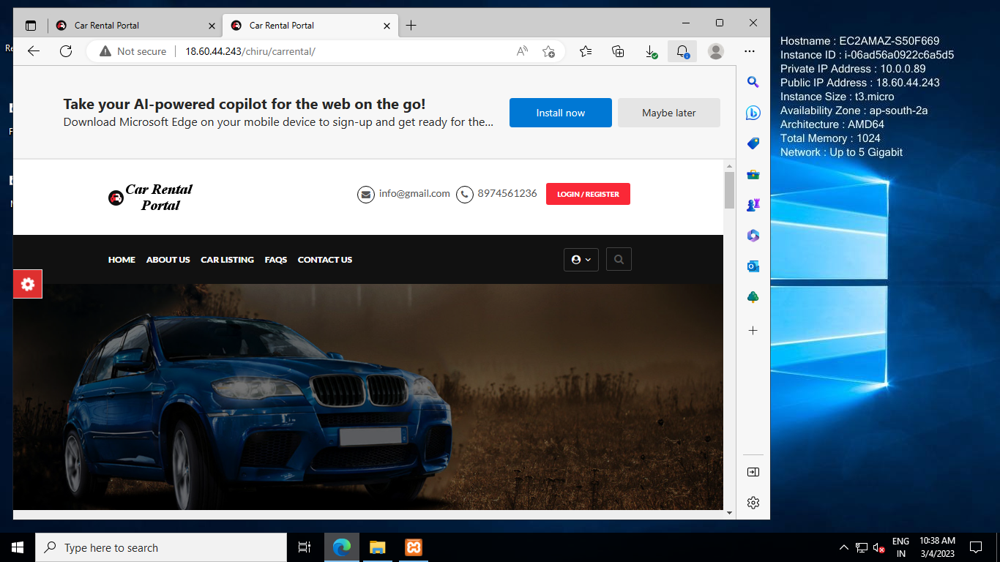 Car Rental Portal
Car Rental Portal
Not secure
18.60.44.243/chiru/carrental/
Take your AI-powered copilot for the web on the go!
Download Microsoft Edge on your mobile device to sign-up and get ready for the...
Install now
Maybe later
Car Rental
Portal
info@gmail.com
8974561236
LOGIN / REGISTER
HOME
ABOUT US
CAR LISTING
FAQS
CONTACT US
Hostname : EC2AMAZ-S50F669
Instance ID : i-06ad56a0922c6a5d5
Private IP Address : 10.0.0.89
Public IP Address : 18.60.44.243
Instance Size : t3.micro
Availability Zone : ap-south-2a
Architecture : AMD64
Total Memory : 1024
Network : Up to 5 Gigabit
Type here to search
ENG
IN
10:38 AM
3/4/2023